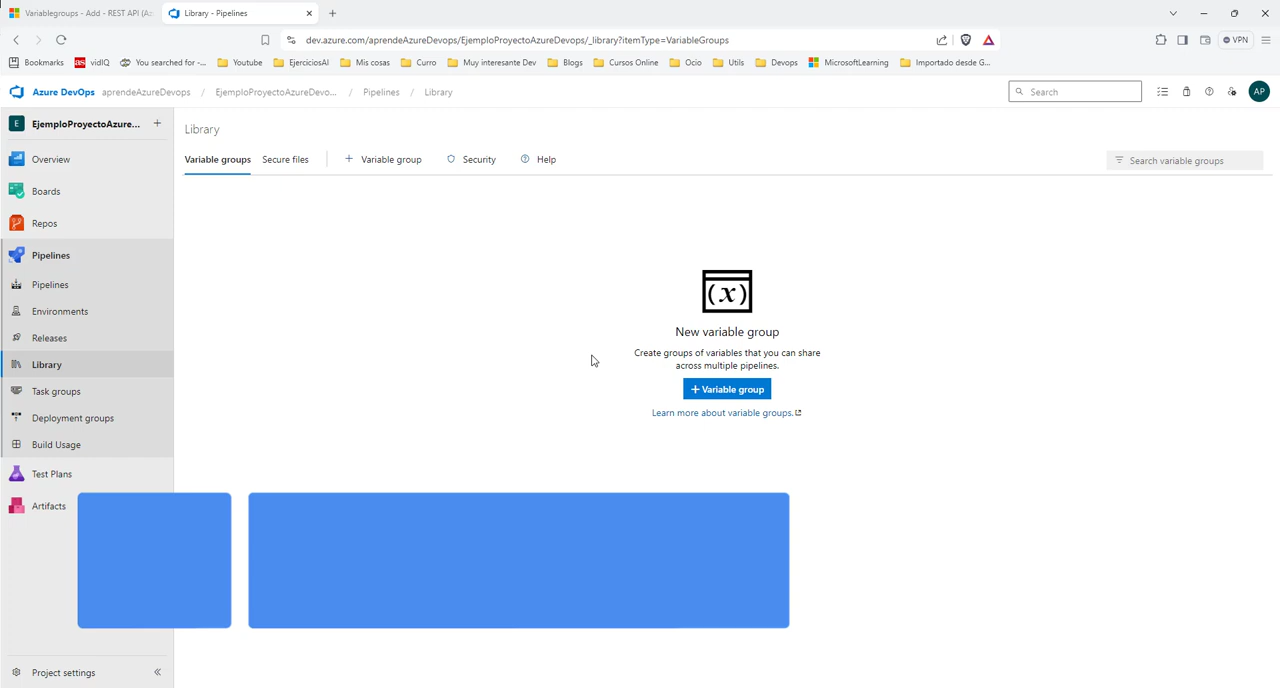 Variablegroups - Add - REST API (Az
Library - Pipelines
dev.azure.com/aprendeAzureDevops/EjemploProyectoAzureDevops/_library?itemType=VariableGroups
VPN
Bookmarks
vidIQ
You searched for -...
Youtube
EjerciciosAI
Mis cosas
Curro
Muy interesante Dev
Blogs
Cursos Online
Ocio
Utils
Devops
MicrosoftLearning
Importado desde G...
Azure DevOps
aprendeAzureDevops
/
EjemploProyectoAzureDevo...
/
Pipelines
/
Library
Search
AP
E
EjemploProyectoAzure...
Overview
Boards
Repos
Pipelines
Pipelines
Environments
Releases
Library
Task groups
Deployment groups
Build Usage
Test Plans
Artifacts
Project settings
Library
Variable groups
Secure files
Variable group
Security
Help
Search variable groups
(x)
New variable group
Create groups of variables that you can share
across multiple pipelines.
+ Variable group
Learn more about variable groups.